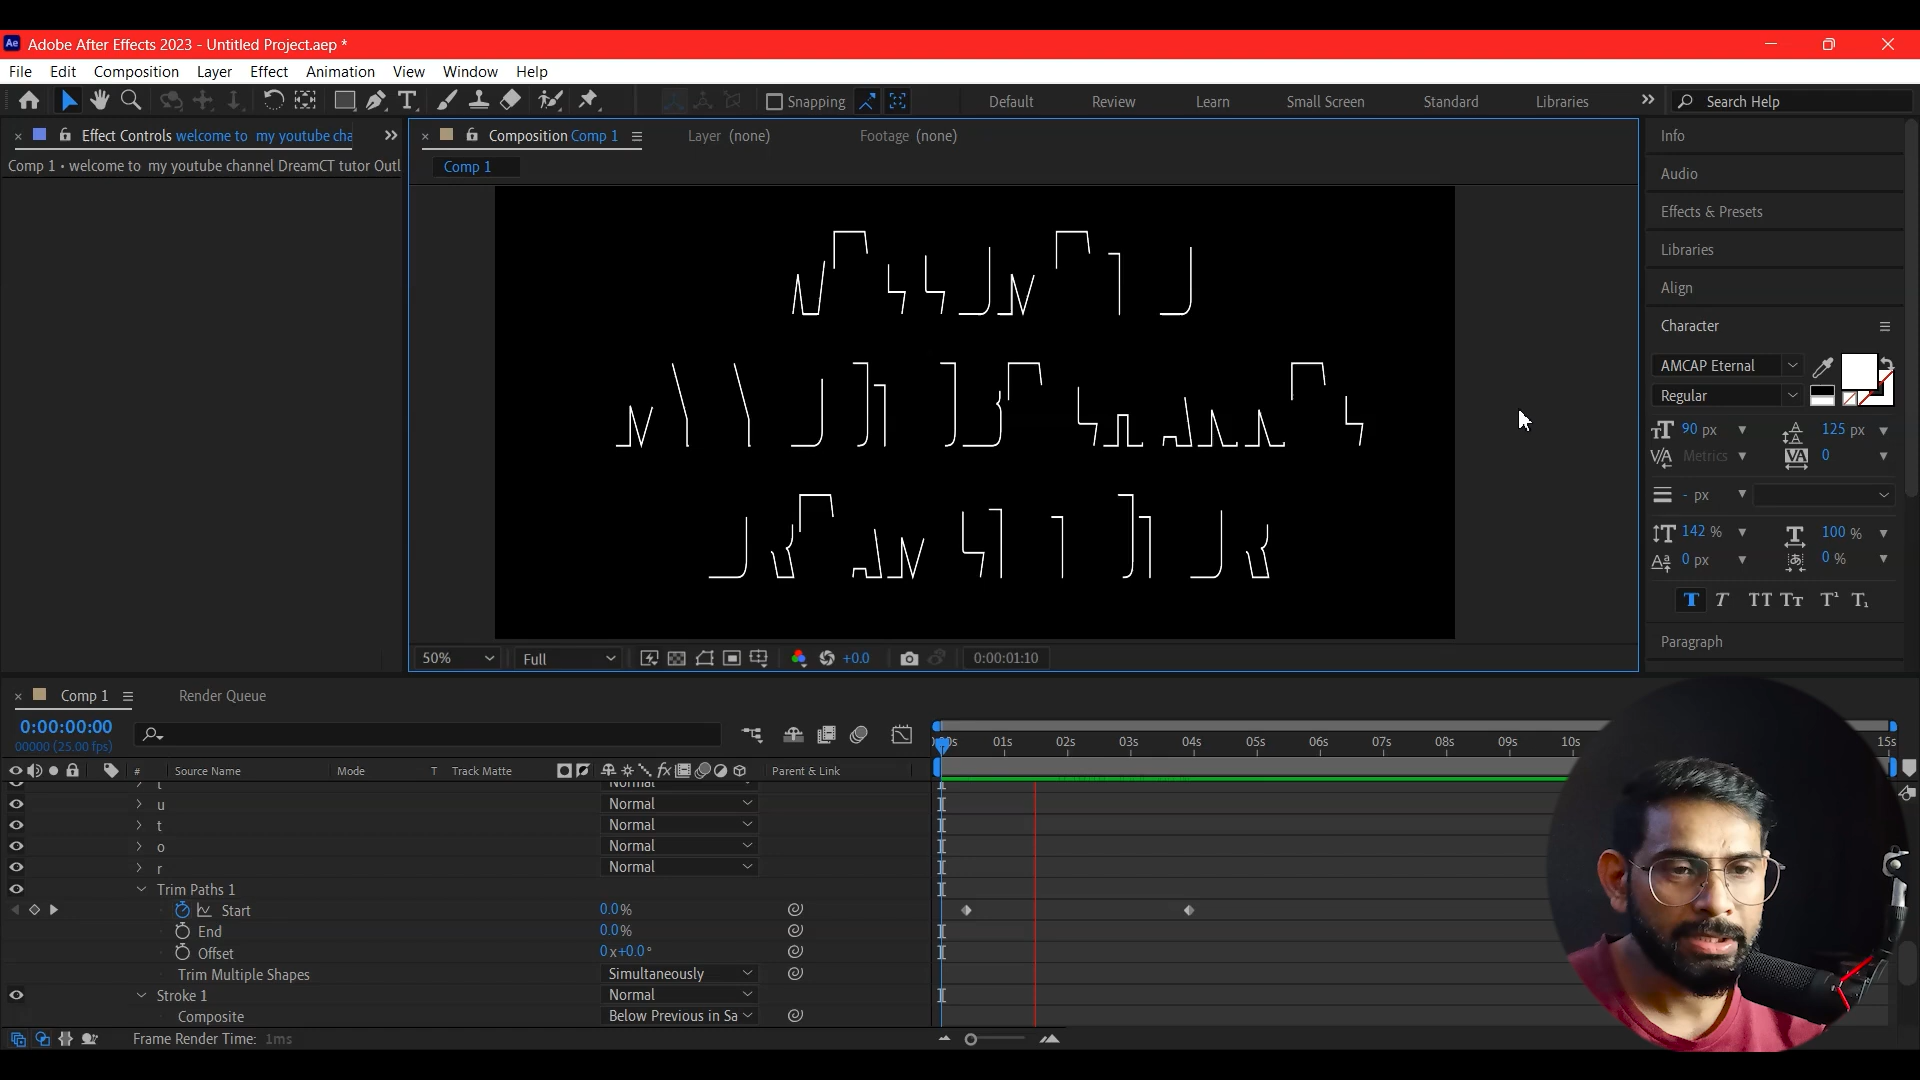 Ae Adobe After Effects 2023 - Untitled Project.aep *
File Edit Composition Layer Effect Animation View Window Help
Snapping Default Review Learn Small Screen Standard Libraries Search Help
Effect Controls welcome to my youtube cha
Composition Comp 1 Layer (none) Footage (none)
Comp 1 • welcome to my youtube channel DreamCT tutor Outl
Comp 1
Info
Audio
Effects & Presets
Libraries
Align
Character
AMCAP Eternal
Regular
90 px 125 px
Metrics 0
- px
142 % 100 %
0 px 0 %
T T TT Tt T¹ T₁
Paragraph
50% Full +0.0 0:00:01:10
Comp 1 Render Queue
0:00:00:00
00000 (25.00 fps)
00s 01s 02s 03s 04s 05s 06s 07s 08s 09s 10s 15s
# Source Name Mode T Track Matte Parent & Link
t Normal
u Normal
t Normal
o Normal
r Normal
Trim Paths 1
Start 0.0%
End 0.0%
Offset 0x+0.0°
Trim Multiple Shapes Simultaneously
Stroke 1 Normal
Composite Below Previous in Sa
Frame Render Time: 1ms